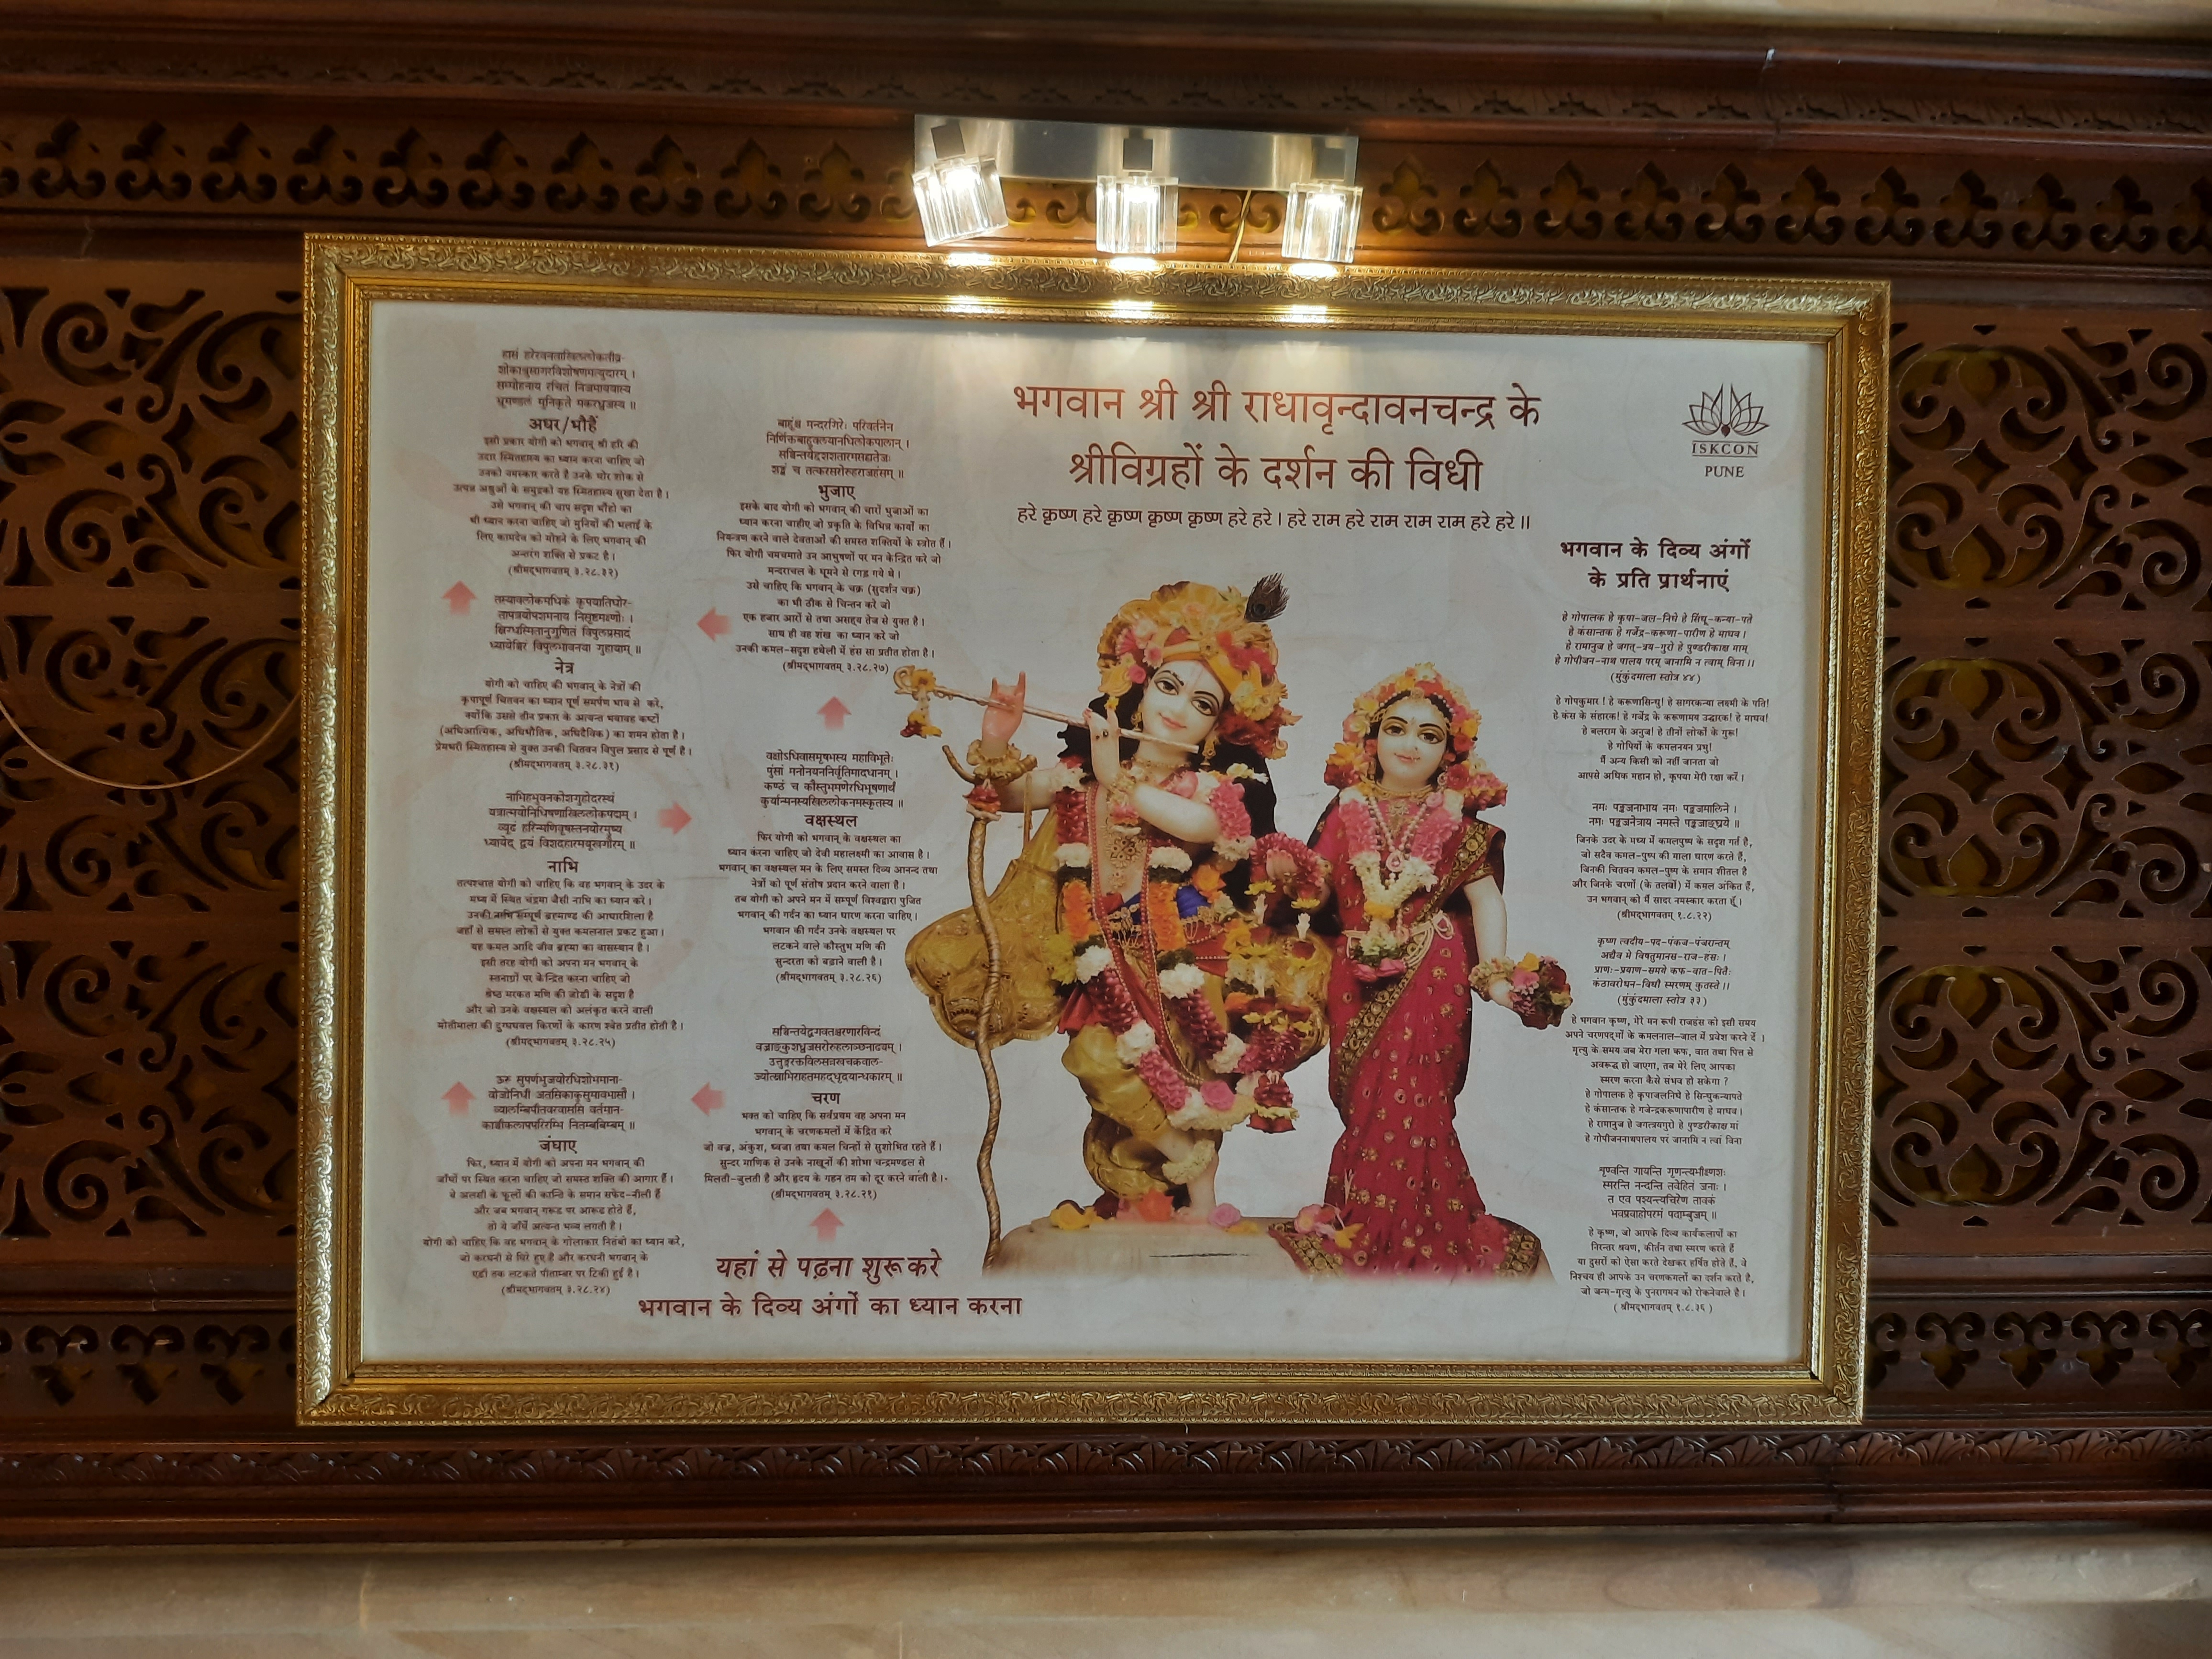 भगवान श्री श्री राधावृन्दावनचन्द्र के
श्रीविग्रहों के दर्शन की विधी
हरे कृष्ण हरे कृष्ण कृष्ण कृष्ण हरे हरे । हरे राम हरे राम राम राम हरे हरे ।।
ISKCON
PUNE
यहां से पढ़ना शुरू करे
भगवान के दिव्य अंगों का ध्यान करना
सञ्चिन्तयेद्भगवतश्चरणारविन्दं
वज्राङ्कुशध्वजसरोरुहलाञ्छनाढ्यम् ।
उत्तुङ्गरक्तविलसन्नखचक्रवाल-
ज्योत्स्नाभिराहतमहद्धृदयान्धकारम् ॥
चरण
भक्त को चाहिए कि सर्वप्रथम वह अपना मन
भगवान् के चरणकमलों में केंद्रित करे
जो वज्र, अंकुश, ध्वजा तथा कमल चिन्हों से सुशोभित रहते हैं ।
सुन्दर माणिक से उनके नाखूनों की शोभा चन्द्रमण्डल से
मिलती-जुलती है और हृदय के गहन तम को दूर करने वाली है ।
(श्रीमद्भागवतम् ३.२८.२१)
ऊरू सुपर्णभुजयोरधिशोभमाना-
वोजोनिधी अतसिकाकुसुमावभासौ ।
व्यालम्बिपीतवरवाससि वर्तमान-
काञ्चीकलापपरिरम्भि नितम्बबिम्बम् ॥
जंघाए
फिर, ध्यान में योगी को अपना मन भगवान् की
जाँघों पर स्थित करना चाहिए जो समस्त शक्ति की आगार हैं ।
वे अलसी के फूलों की कान्ति के समान सफेद-नीली हैं
और जब भगवान् गरूड पर आरूढ होते हैं,
तो ये जाँघें अत्यन्त भव्य लगती है ।
योगी को चाहिए कि वह भगवान् के गोलाकार नितंबो का ध्यान करे,
जो करधनी से घिरे हुए है और करधनी भगवान् के
एडी तक लटकते पीताम्बर पर टिकी हुई है ।
(श्रीमद्भागवतम् ३.२८.२४)
नाभिह्रदं भुवनकोशगुहोदरस्थं
यत्रात्मयोनिधिषणाखिललोकपद्मम् ।
व्यूढं हरिन्मणिवृषस्तनयोरमुष्य
ध्यायेद् द्वयं विशदहारमयूखगौरम् ॥
नाभि
तत्पश्चात योगी को चाहिए कि वह भगवान् के उदर के
मध्य में स्थित चंद्रमा जैसी नाभि का ध्यान करे ।
उनकी नाभि सम्पूर्ण ब्रह्माण्ड की आधारशिला है
जहाँ से समस्त लोकों से युक्त कमलनाल प्रकट हुआ ।
यह कमल आदि जीव ब्रह्मा का वासस्थान है ।
इसी तरह योगी को अपना मन भगवान् के
स्तनाग्रों पर केन्द्रित करना चाहिए जो
श्रेष्ठ मरकत मणि की जोडी के सदृश है
और जो उनके वक्षस्थल को अलंकृत करने वाली
मोतीमाला की दुग्धधवल किरणों के कारण श्वेत प्रतीत होती है ।
(श्रीमद्भागवतम् ३.२८.२५)
वक्षोऽधिवासमृषभस्य महाविभूतेः
पुंसां मनोनयननिर्वृतिमादधानम् ।
कण्ठं च कौस्तुभमणेरधिभूषणार्थं
कुर्यान्मनस्यखिललोकनमस्कृतस्य ॥
वक्षस्थल
फिर योगी को भगवान् के वक्षस्थल का
ध्यान करना चाहिए जो देवी महालक्ष्मी का आवास है ।
भगवान् का वक्षस्थल मन के लिए समस्त दिव्य आनन्द तथा
नेत्रों को पूर्ण संतोष प्रदान करने वाला है ।
तब योगी को अपने मन में सम्पूर्ण विश्वद्वारा पुजित
भगवान् की गर्दन का ध्यान धारण करना चाहिए ।
भगवान की गर्दन उनके वक्षस्थल पर
लटकने वाले कौस्तुभ मणि की
सुन्दरता को बढाने वाली है ।
(श्रीमद्भागवतम् ३.२८.२६)
बाहूंश्च मन्दरगिरेः परिवर्तनेन
निर्णिक्तबाहुवलयानधिलोकपालान् ।
सञ्चिन्तयेद्दशशतारमसह्यतेजः
शङ्खं च तत्करसरोरुहराजहंसम् ॥
भुजाए
इसके बाद योगी को भगवान् की चारों भुजाओं का
ध्यान करना चाहीए जो प्रकृति के विभिन्न कार्यों का
नियन्त्रण करने वाले देवताओं की समस्त शक्तियों के स्त्रोत हैं ।
फिर योगी चमचमाते उन आभुषणों पर मन केन्द्रित करे जो
मन्दराचल के घूमने से रगड़ गये थे ।
उसे चाहिए कि भगवान् के चक्र (सुदर्शन चक्र)
का भी ठीक से चिन्तन करे जो
एक हजार आरों से तथा असह्य तेज से युक्त है ।
साथ ही वह शंख का ध्यान करे जो
उनकी कमल-सदृश हथेली में हंस सा प्रतीत होता है ।
(श्रीमद्भागवतम् ३.२८.२७)
तस्यावलोकमधिकं कृपयातिघोर-
तापत्रयोपशमनाय निसृष्टमक्ष्णोः ।
स्निग्धस्मितानुगुणितं विपुलप्रसादं
ध्यायेच्चिरं विपुलभावनया गुहायाम् ॥
नेत्र
योगी को चाहिए की भगवान् के नेत्रों की
कृपापूर्ण चितवन का ध्यान पूर्ण समर्पण भाव से करे,
क्योंकि उससे तीन प्रकार के अत्यन्त भयावह कष्टों
(अधिआत्मिक, अधिभौतिक, अधिदैविक) का शमन होता है ।
प्रेमभरी स्मितहास्य से युक्त उनकी चितवन विपुल प्रसाद से पूर्ण है ।
(श्रीमद्भागवतम् ३.२८.३१)
हासं हरेरवनताखिललोकतीव्र-
शोकाश्रुसागरविशोषणमत्युदारम् ।
सम्मोहनाय रचितं निजमाययास्य
भ्रूमण्डलं मुनिकृते मकरध्वजस्य ॥
अधर/भौहैं
इसी प्रकार योगी को भगवान् श्री हरि की
उदार स्मितहास्य का ध्यान करना चाहिए जो
उनको नमस्कार करते है उनके घोर शोक से
उत्पन्न अश्रुओं के समुद्रको यह स्मितहास्य सुखा देता है ।
उसे भगवान् की चाप सदृश भौंहो का
भी ध्यान करना चाहिए जो मुनियों की भलाई के
लिए कामदेव को मोहने के लिए भगवान् की
अन्तरंग शक्ति से प्रकट है ।
(श्रीमद्भागवतम् ३.२८.३२)
भगवान के दिव्य अंगों
के प्रति प्रार्थनाएं
हे गोपालक हे कृपा-जल-निधे हे सिंधू-कन्या-पते
हे कंसान्तक हे गजेंद्र-करूणा-पारीण हे माधव ।
हे रामानुज हे जगत्-त्रय-गुरो हे पुण्डरीकाक्ष माम्
हे गोपीजन-नाथ पालय परम् जानामि न त्वाम् विना ।।
(मुकुंदमाला स्तोत्र ४४)
हे गोपकुमार ! हे करूणासिन्धु! हे सागरकन्या लक्ष्मी के पति!
हे कंस के संहारक! हे गजेंद्र के करूणामय उद्धारक! हे माधव!
हे बलराम के अनुज! हे तीनों लोकों के गुरू!
हे गोपियों के कमलनयन प्रभु!
मैं अन्य किसी को नहीं जानता जो
आपसे अधिक महान हो, कृपया मेरी रक्षा करें ।
नमः पङ्कजनाभाय नमः पङ्कजमालिने ।
नमः पङ्कजनेत्राय नमस्ते पङ्कजाङ्घ्रये ॥
जिनके उदर के मध्य में कमलपुष्प के सदृश गर्त है,
जो सदैव कमल-पुष्प की माला धारण करते हैं,
जिनकी चितवन कमल-पुष्प के समान शीतल है
और जिनके चरणों (के तलवों) में कमल अंकित हैं,
उन भगवान् को मैं सादर नमस्कार करता हूँ ।
(श्रीमद्भागवतम् १.८.२२)
कृष्ण त्वदीय-पद-पंकज-पंजरान्तम्
अद्यैव मे विषतुमानस-राज-हंसः ।
प्राणः-प्रयाण-समये कफ-वात-पितैः
कंठावरोधन-विधौ स्मरणम् कुतस्ते ।।
(मुकुंदमाला स्तोत्र ३३)
हे भगवान कृष्ण, मेरे मन रूपी राजहंस को इसी समय
अपने चरणपद्मों के कमलनाल-जाल में प्रवेश करने दें ।
मृत्यु के समय जब मेरा गला कफ, वात तथा पित्त से
अवरूद्ध हो जाएगा, तब मेरे लिए आपका
स्मरण करना कैसे संभव हो सकेगा ?
हे गोपालक हे कृपाजलनिधे हे सिन्धुकन्यापते
हे कंसान्तक हे गजेन्द्रकरूणापारीण हे माधव ।
हे रामानुज हे जगत्त्रयगुरो हे पुण्डरीकाक्ष मां
हे गोपीजननाथपालय परं जानामि न त्वां विना
शृण्वन्ति गायन्ति गृणन्त्यभीक्ष्णशः
स्मरन्ति नन्दन्ति तवेहितं जनाः ।
त एव पश्यन्त्यचिरेण तावकं
भवप्रवाहोपरमं पदाम्बुजम् ॥
हे कृष्ण, जो आपके दिव्य कार्यकलापों का
निरन्तर श्रवण, कीर्तन तथा स्मरण करते हैं
या दुसरों को ऐसा करते देखकर हर्षित होते हैं, वे
निश्चय ही आपके उन चरणकमलों का दर्शन करते है,
जो जन्म-मृत्यु के पुनरागमन को रोकनेवाले है ।
( श्रीमद्भागवतम् १.८.३६ )